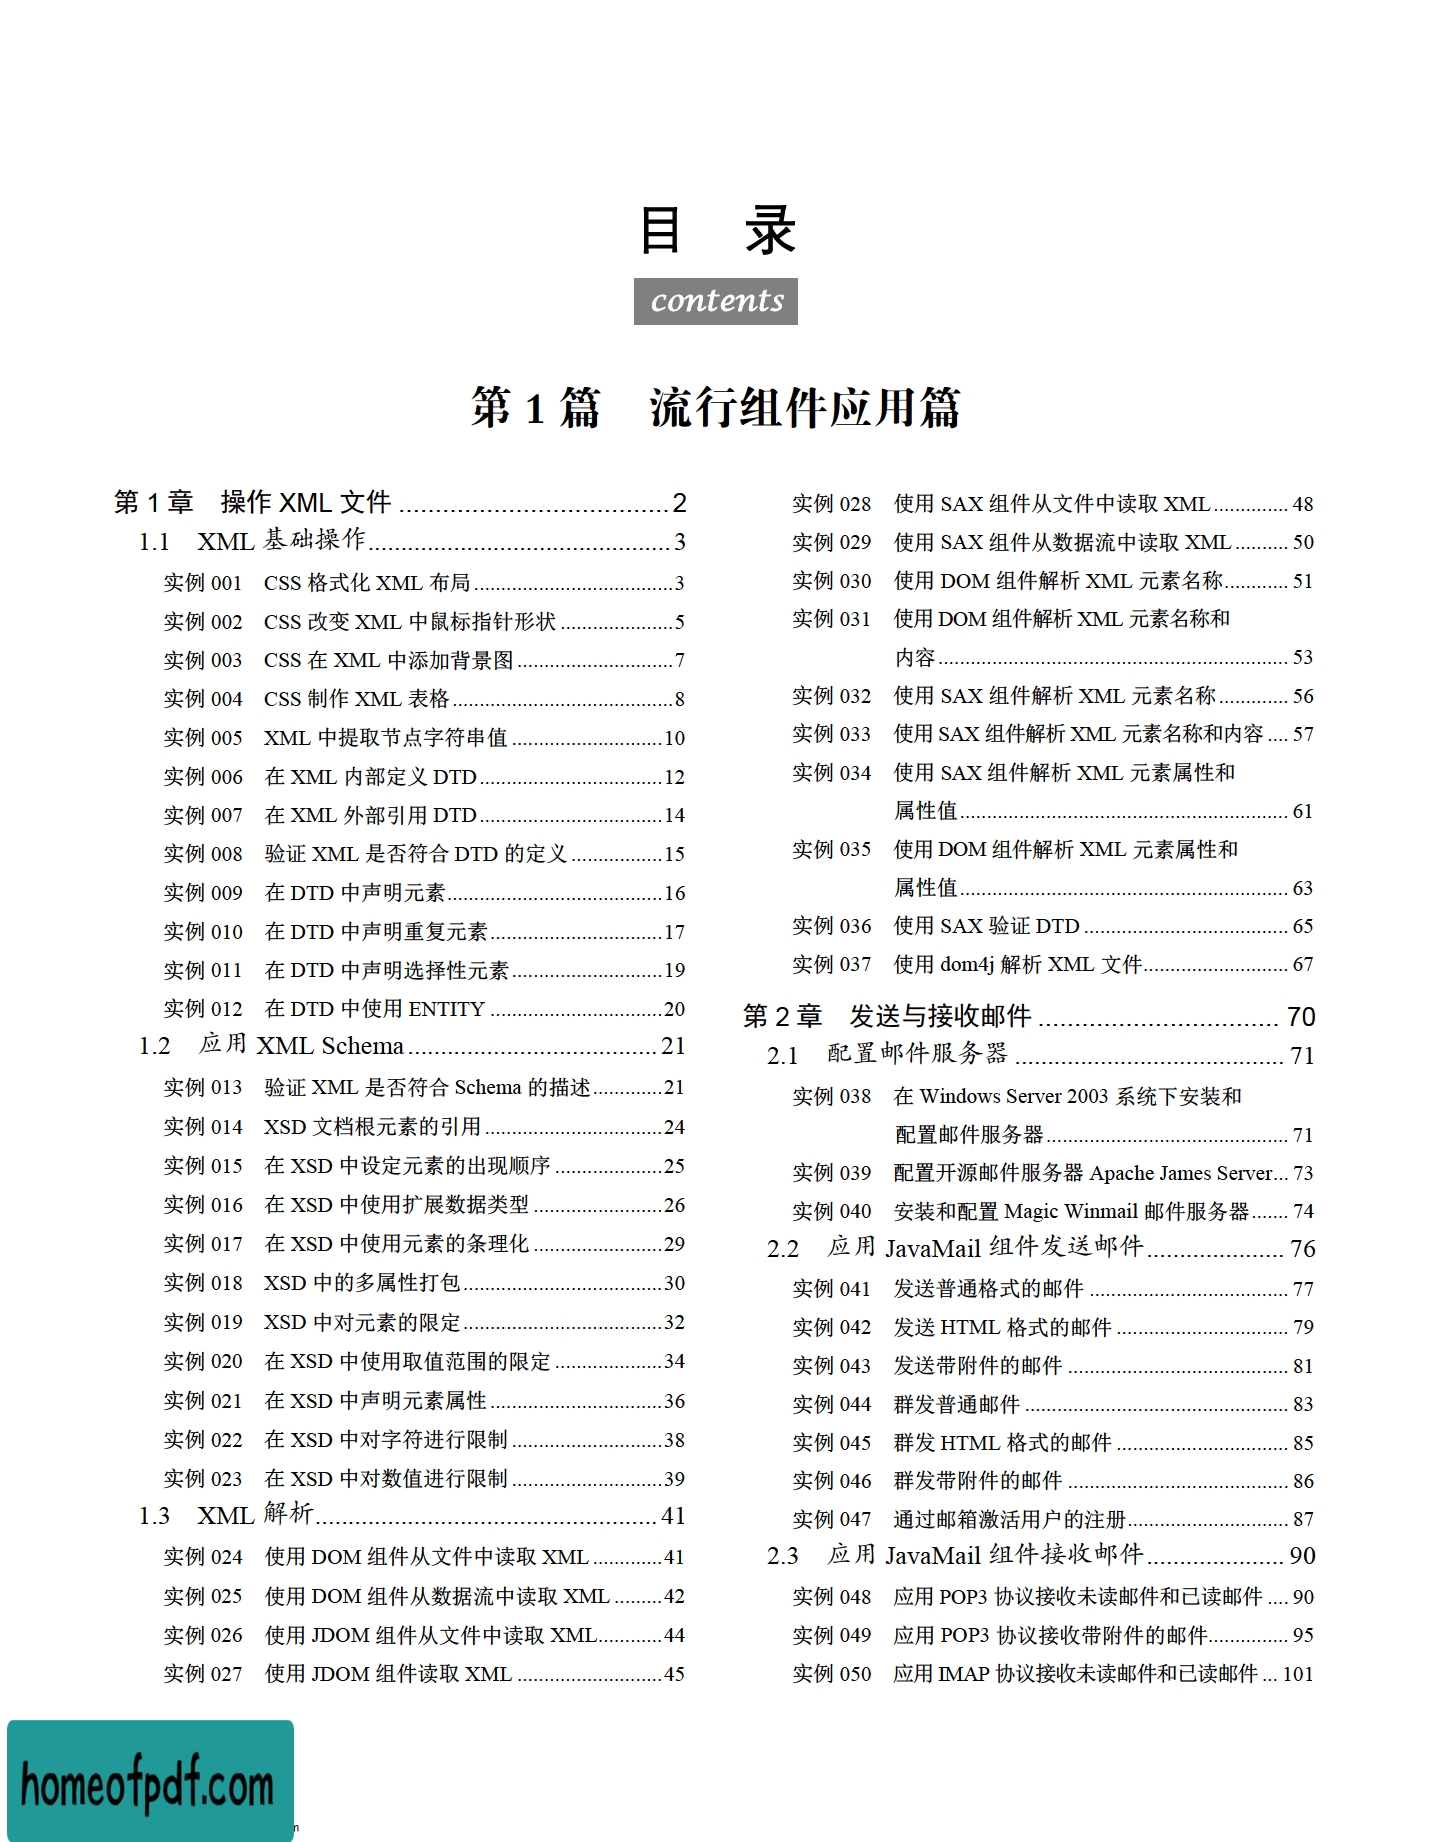 目 录
contents
第 1 篇 流行组件应用篇
第 1 章 操作 XML 文件 ..................................... 2
1.1 XML 基础操作 .............................................. 3
实例 001 CSS 格式化 XML 布局 ..................................... 3
实例 002 CSS 改变 XML 中鼠标指针形状 ..................... 5
实例 003 CSS 在 XML 中添加背景图 ............................. 7
实例 004 CSS 制作 XML 表格 ......................................... 8
实例 005 XML 中提取节点字符串值 ............................ 10
实例 006 在 XML 内部定义 DTD .................................. 12
实例 007 在 XML 外部引用 DTD .................................. 14
实例 008 验证 XML 是否符合 DTD 的定义 ................. 15
实例 009 在 DTD 中声明元素 ........................................ 16
实例 010 在 DTD 中声明重复元素 ................................ 17
实例 011 在 DTD 中声明选择性元素 ............................ 19
实例 012 在 DTD 中使用 ENTITY ................................ 20
1.2 应用 XML Schema ...................................... 21
实例 013 验证 XML 是否符合 Schema 的描述 ............. 21
实例 014 XSD 文档根元素的引用 ................................. 24
实例 015 在 XSD 中设定元素的出现顺序 .................... 25
实例 016 在 XSD 中使用扩展数据类型 ........................ 26
实例 017 在 XSD 中使用元素的条理化 ........................ 29
实例 018 XSD 中的多属性打包 ..................................... 30
实例 019 XSD 中对元素的限定 ..................................... 32
实例 020 在 XSD 中使用取值范围的限定 .................... 34
实例 021 在 XSD 中声明元素属性 ................................ 36
实例 022 在 XSD 中对字符进行限制 ............................ 38
实例 023 在 XSD 中对数值进行限制 ............................ 39
1.3 XML 解析 .................................................... 41
实例 024 使用 DOM 组件从文件中读取 XML ............. 41
实例 025 使用 DOM 组件从数据流中读取 XML ......... 42
实例 026 使用 JDOM 组件从文件中读取 XML ............ 44
实例 027 使用 JDOM 组件读取 XML ........................... 45
实例 028 使用 SAX 组件从文件中读取 XML .............. 48
实例 029 使用 SAX 组件从数据流中读取 XML .......... 50
实例 030 使用 DOM 组件解析 XML 元素名称 ............ 51
实例 031 使用 DOM 组件解析 XML 元素名称和
内容 ................................................................. 53
实例 032 使用 SAX 组件解析 XML 元素名称 ............. 56
实例 033 使用 SAX 组件解析 XML 元素名称和内容 .... 57
实例 034 使用 SAX 组件解析 XML 元素属性和
属性值 ............................................................. 61
实例 035 使用 DOM 组件解析 XML 元素属性和
属性值 ............................................................. 63
实例 036 使用 SAX 验证 DTD ...................................... 65
实例 037 使用 dom4j 解析 XML 文件 ........................... 67
第 2 章 发送与接收邮件 ................................. 70
2.1 配置邮件服务器 ......................................... 71
实例 038 在 Windows Server 2003 系统下安装和
配置邮件服务器 ............................................. 71
实例 039 配置开源邮件服务器 Apache James Server ... 73
实例 040 安装和配置 Magic Winmail 邮件服务器 ....... 74
2.2 应用 JavaMail 组件发送邮件 ..................... 76
实例 041 发送普通格式的邮件 ..................................... 77
实例 042 发送 HTML 格式的邮件 ................................ 79
实例 043 发送带附件的邮件 ......................................... 81
实例 044 群发普通邮件 ................................................. 83
实例 045 群发 HTML 格式的邮件 ................................ 85
实例 046 群发带附件的邮件 ......................................... 86
实例 047 通过邮箱激活用户的注册 .............................. 87
2.3 应用 JavaMail 组件接收邮件 ..................... 90
实例 048 应用 POP3 协议接收未读邮件和已读邮件 .... 90
实例 049 应用 POP3 协议接收带附件的邮件 ............... 95
实例 050 应用 IMAP 协议接收未读邮件和已读邮件 ... 101
homeofpdf.com